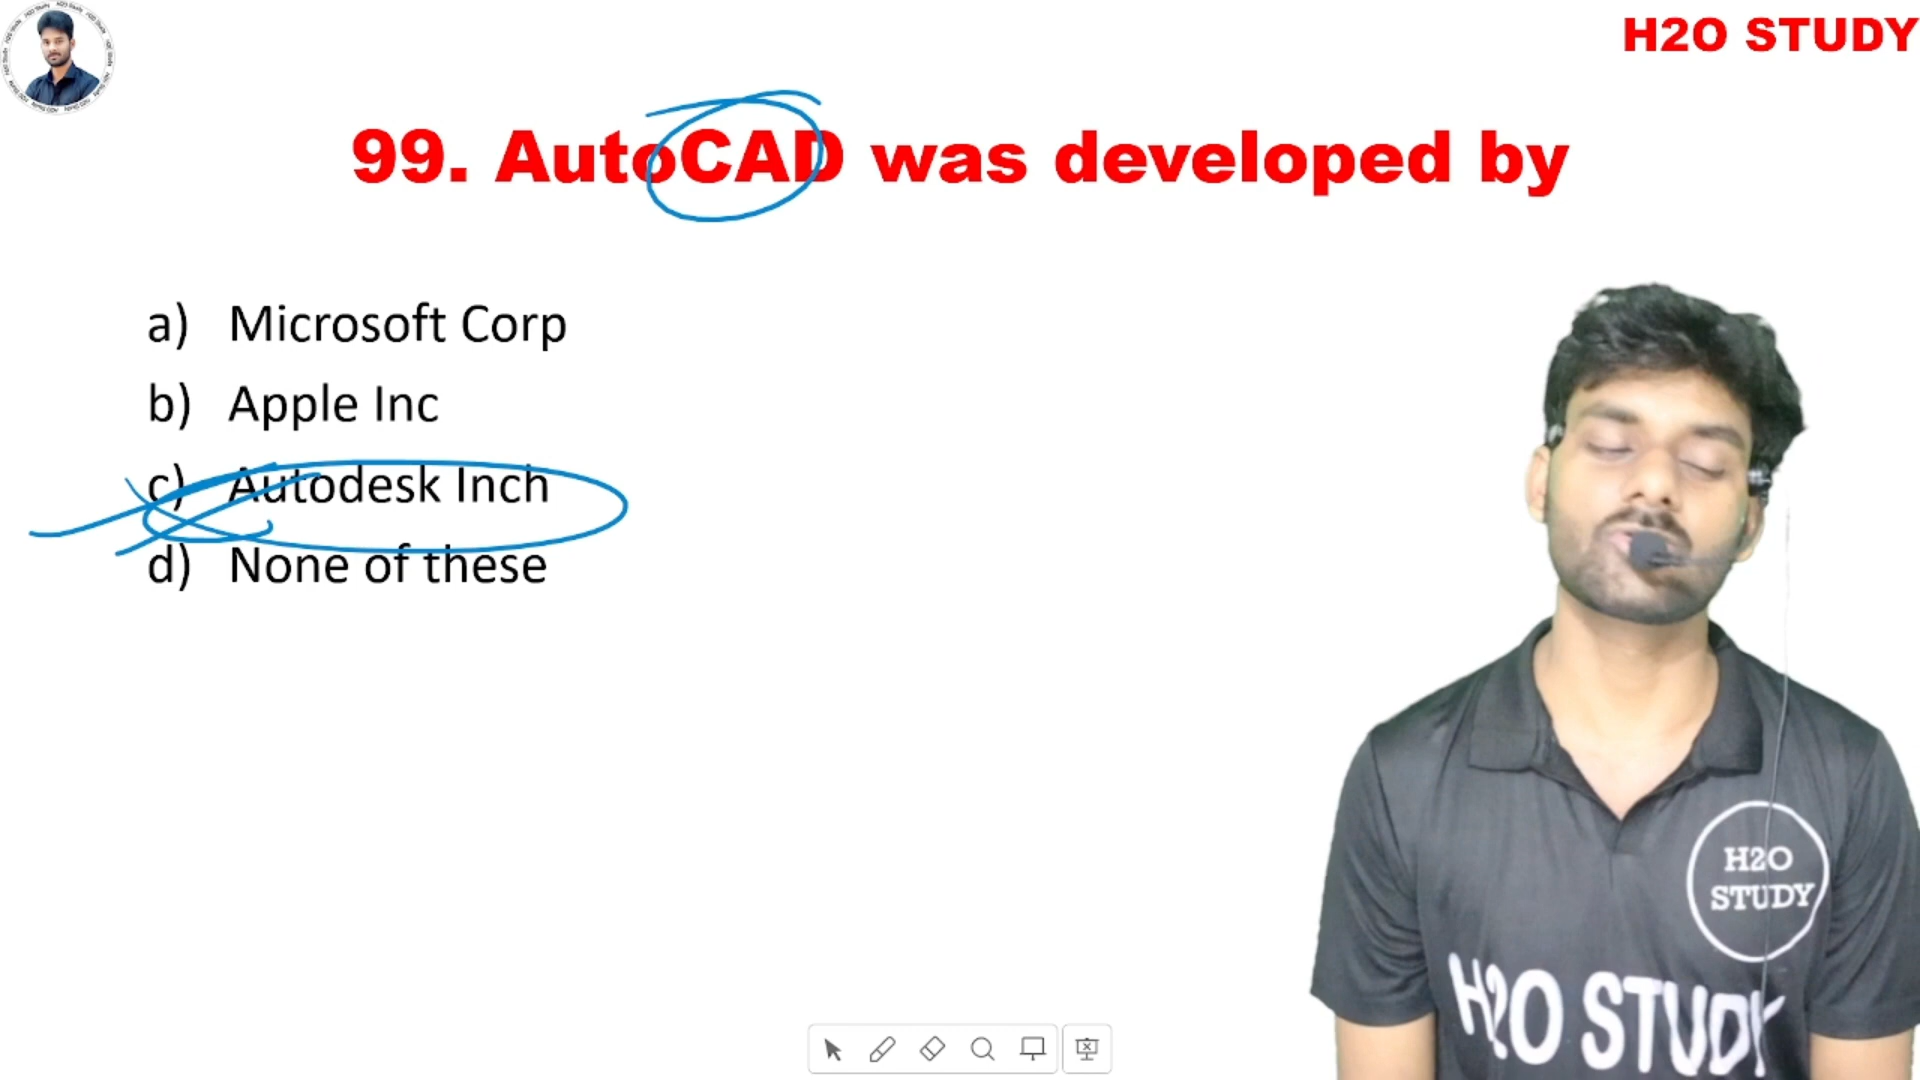 H2O STUDY
99. AutoCAD was developed by
a) Microsoft Corp
b) Apple Inc
c) Autodesk Inch
d) None of these
H2O
STUDY
H2O STUDY